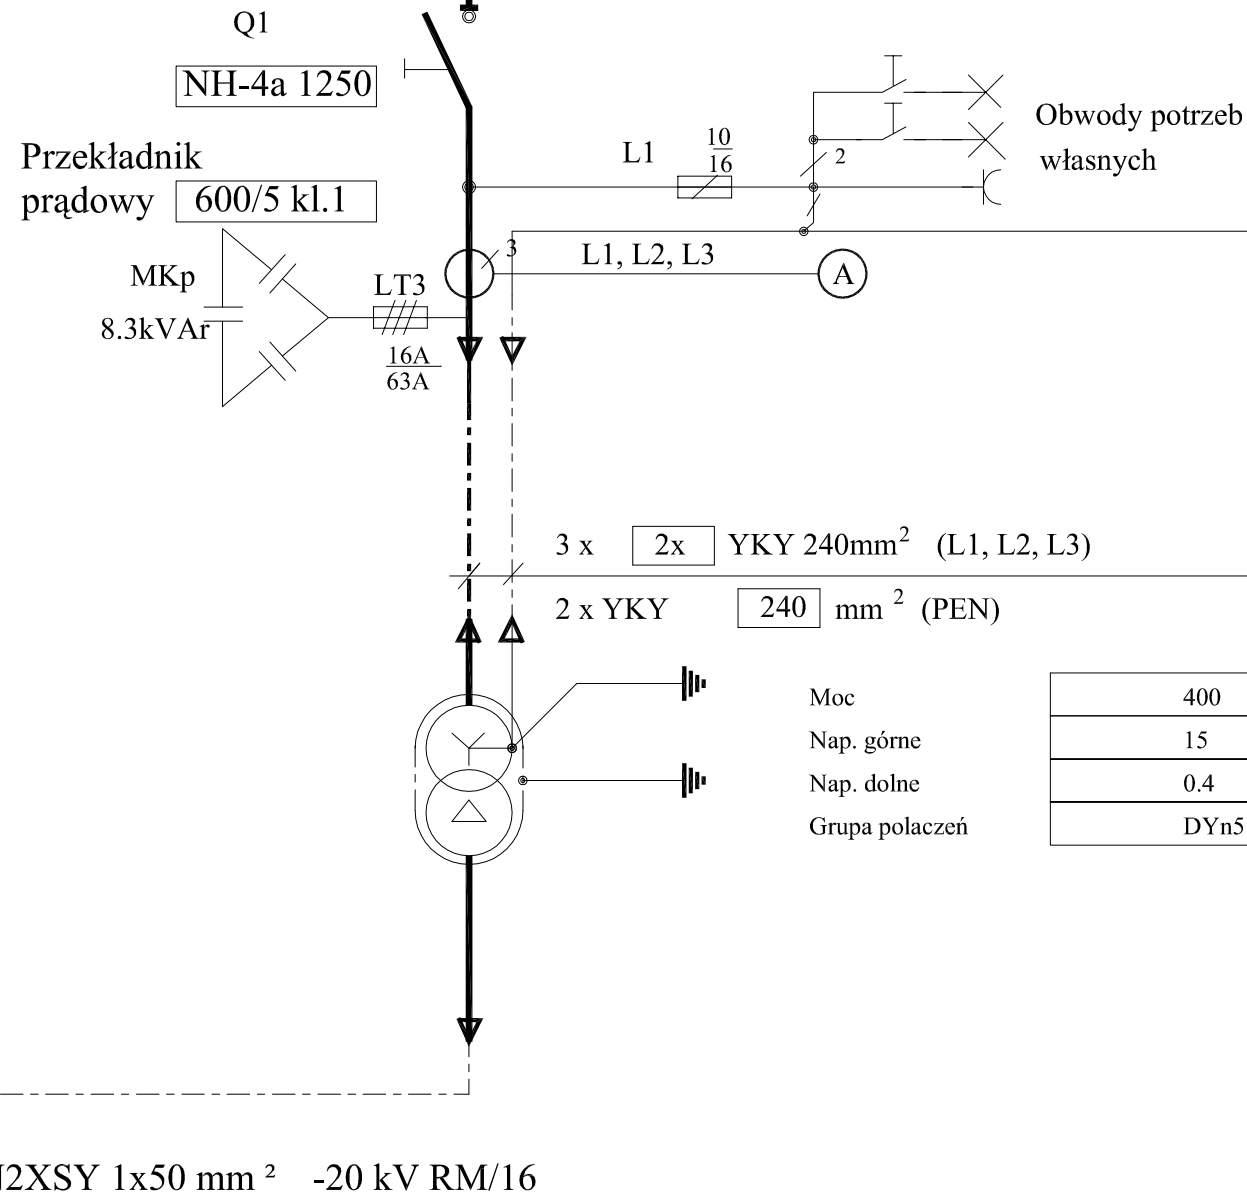 Q1
NH-4a 1250
Przekładnik
prądowy 600/5 kl.1
MKp
8.3kVAr
LT3
16A
63A
3
L1
10
16
2
Obwody potrzeb
własnych
L1, L2, L3
A
3 x 2x YKY 240mm² (L1, L2, L3)
2 x YKY 240 mm ² (PEN)
Moc 400
Nap. górne 15
Nap. dolne 0.4
Grupa polaczeń DYn5
2XSY 1x50 mm ² -20 kV RM/16